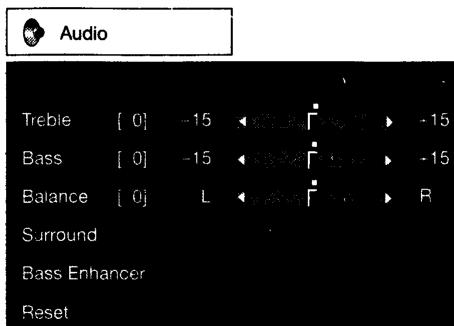 Audio
Treble [ 0] -15 -15
Bass [ 0] -15 -15
Balance [ 0] L R
Surround
Bass Enhancer
Reset